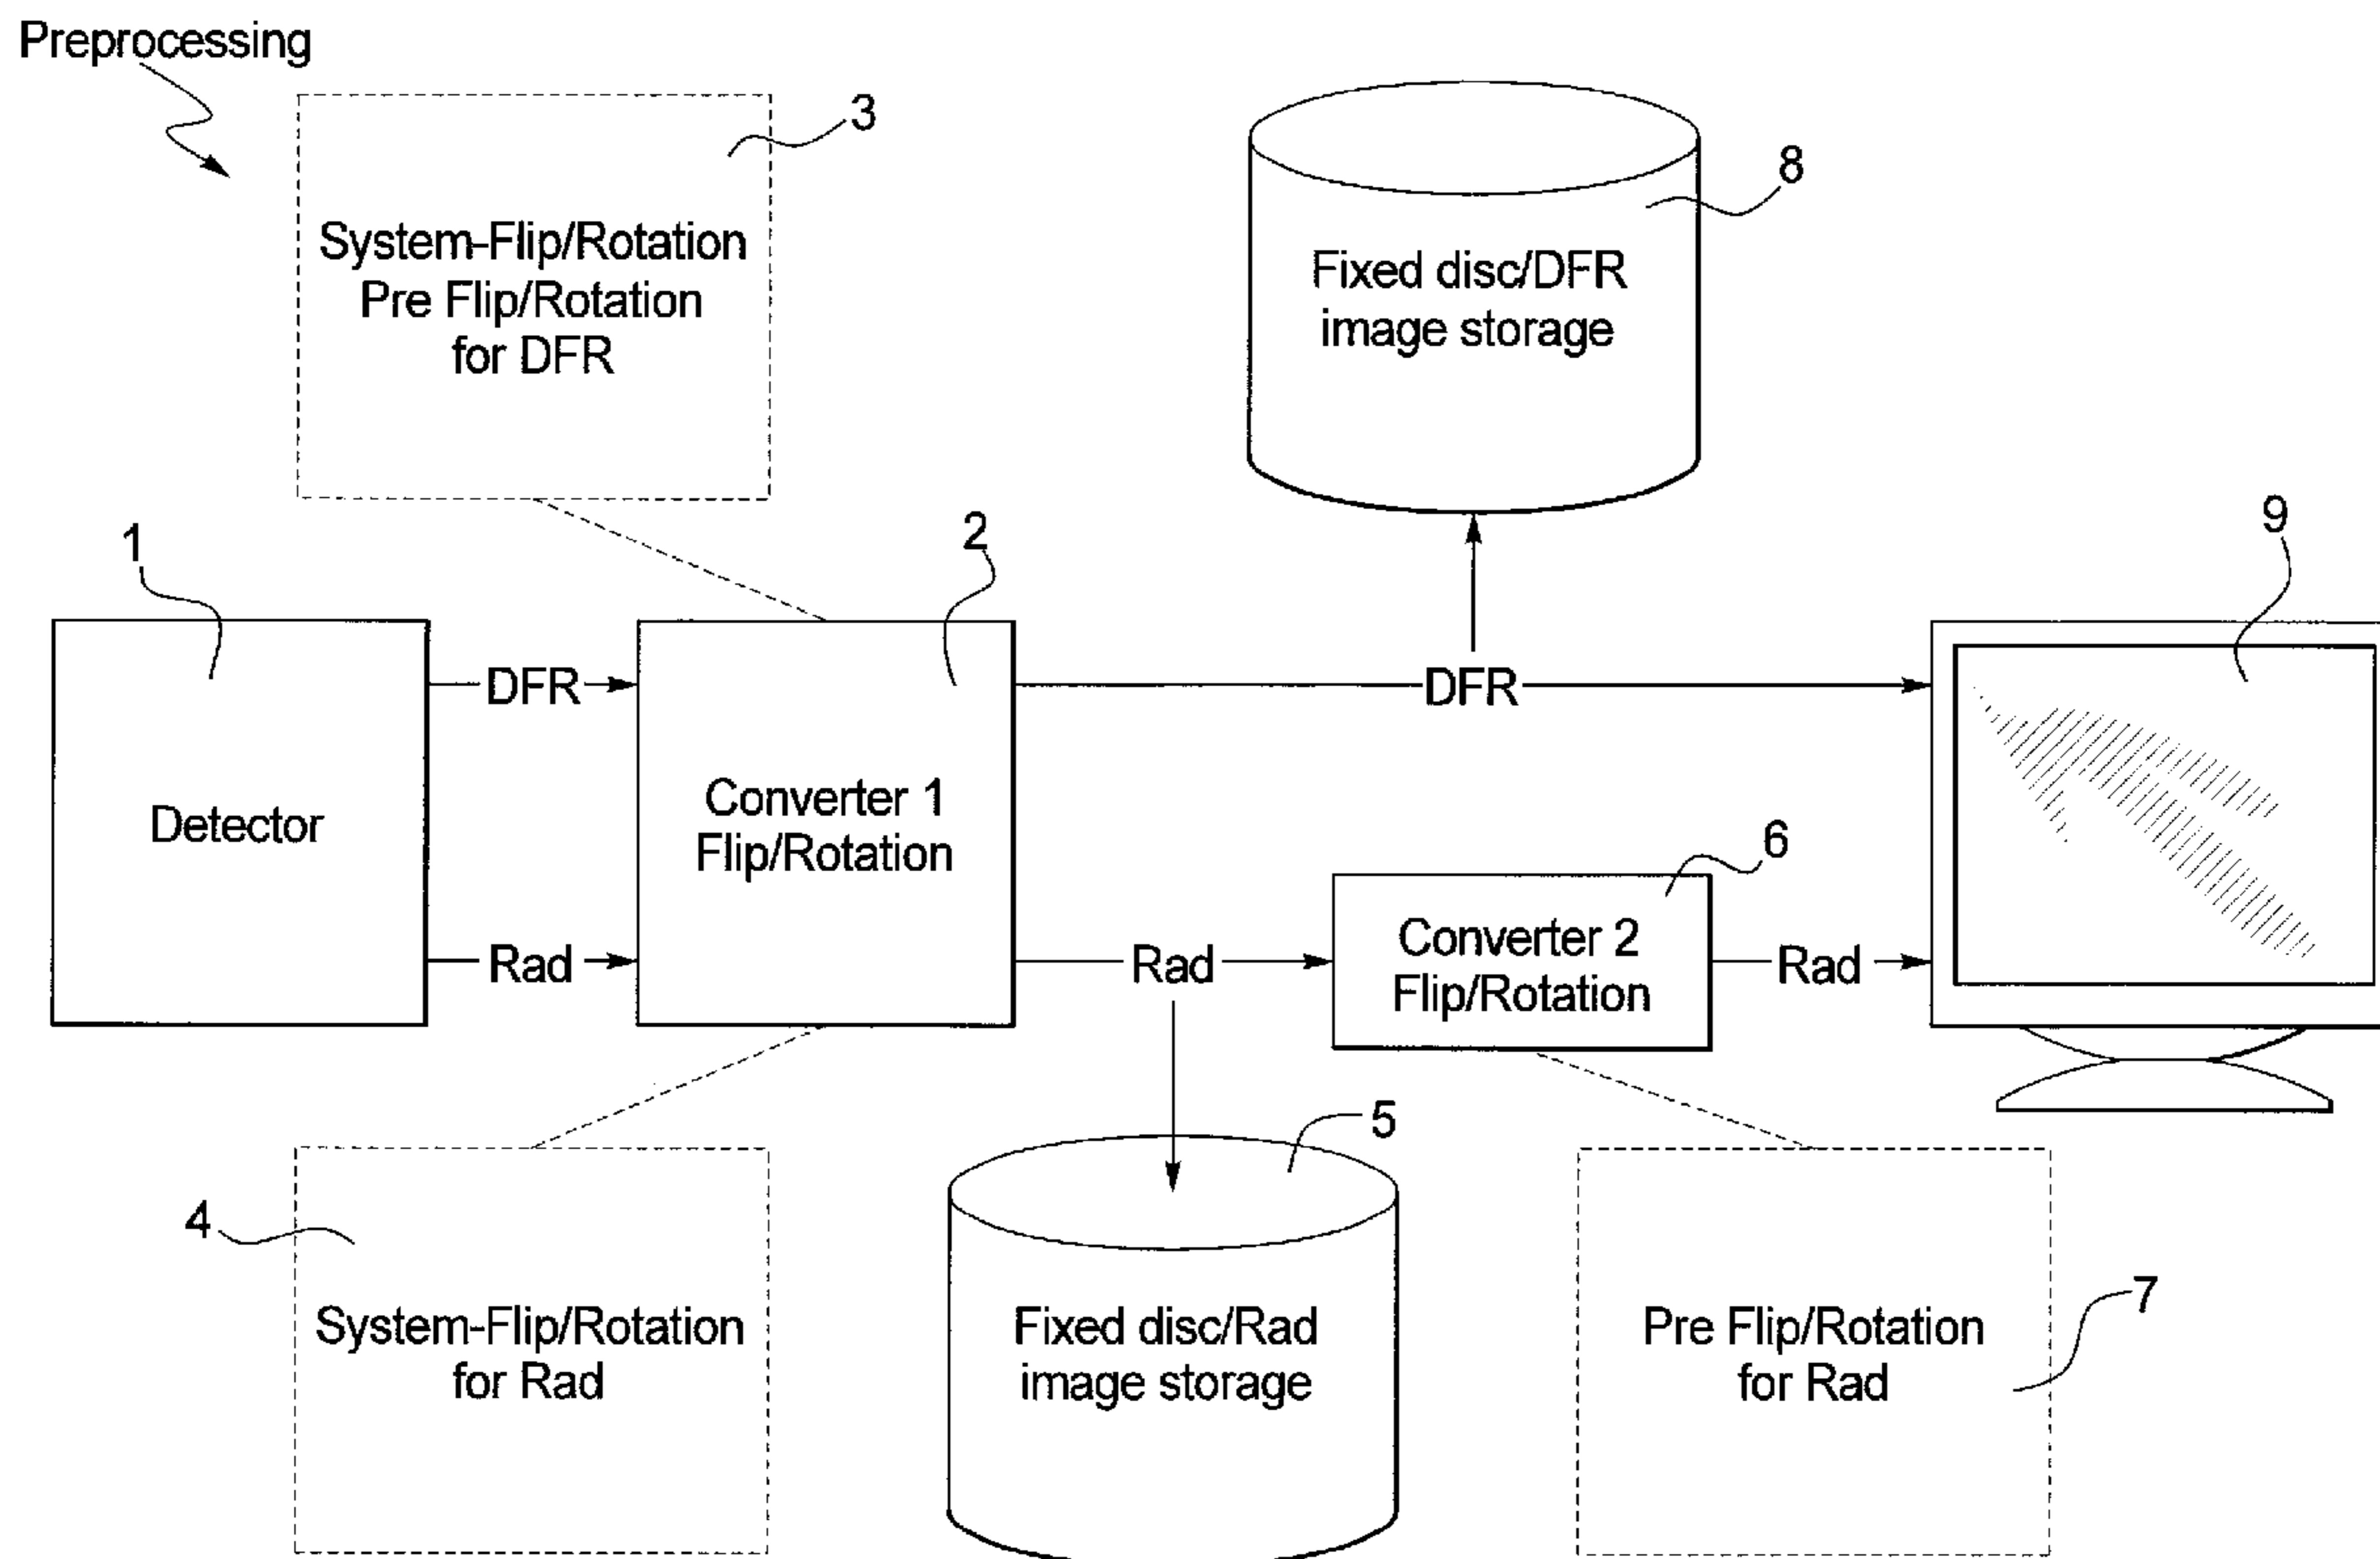 Preprocessing
3
System-Flip/Rotation
Pre Flip/Rotation
for DFR
8
Fixed disc/DFR
image storage
1
2
9
DFR
DFR
Detector
Converter 1
Flip/Rotation
6
Rad
Rad
Converter 2
Flip/Rotation
Rad
5
4
System-Flip/Rotation
for Rad
Fixed disc/Rad
image storage
7
Pre Flip/Rotation
for Rad